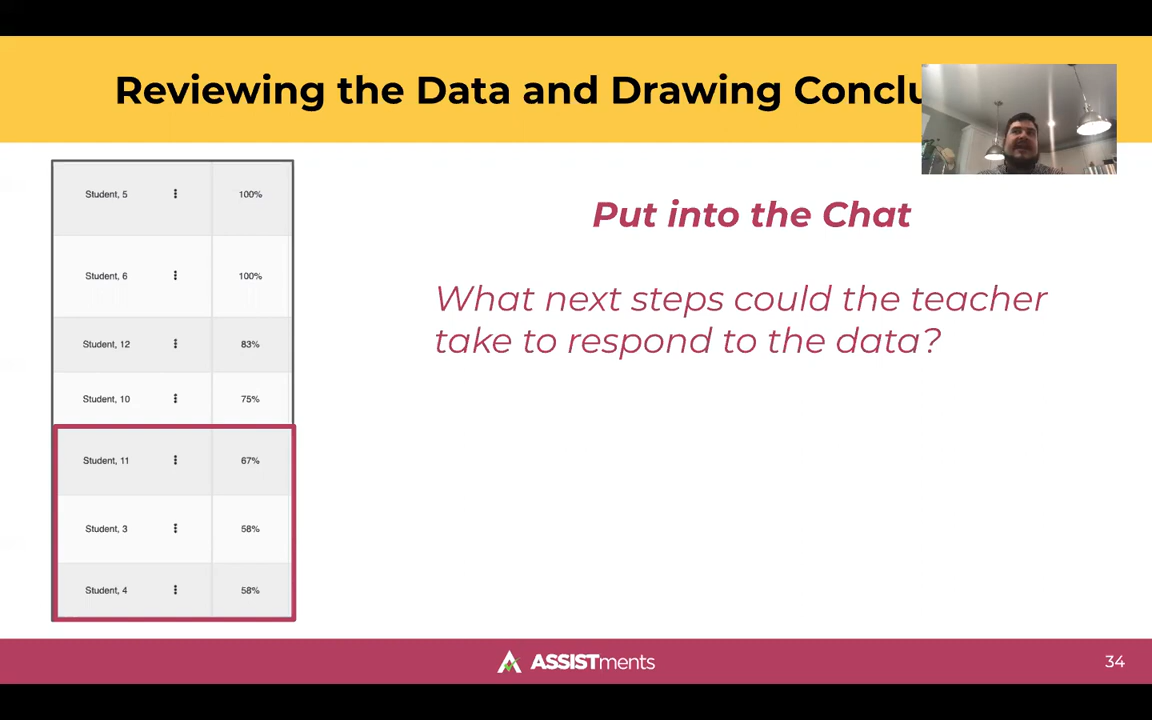 Reviewing the Data and Drawing Conclu
Student, 5 100%
Student, 6 100%
Student, 12 83%
Student, 10 75%
Student, 11 67%
Student, 3 58%
Student, 4 58%
Put into the Chat
What next steps could the teacher
take to respond to the data?
ASSISTments
34